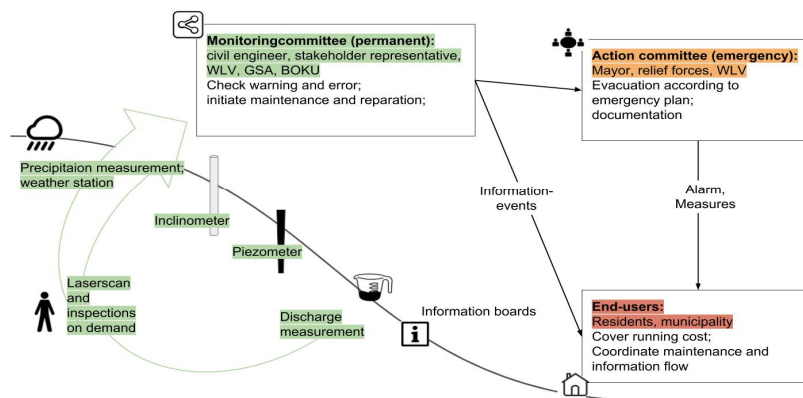 Monitoringcommittee (permanent):
civil engineer, stakeholder representative,
WLV, GSA, BOKU
Check warning and error;
initiate maintenance and reparation;
Action committee (emergency):
Mayor, relief forces, WLV
Evacuation according to
emergency plan;
documentation
Precipitaion measurement;
weather station
Inclinometer
Piezometer
Laserscan
and
inspections
on demand
Discharge
measurement
Information boards
i
Information-
events
Alarm,
Measures
End-users:
Residents, municipality
Cover running cost;
Coordinate maintenance and
information flow